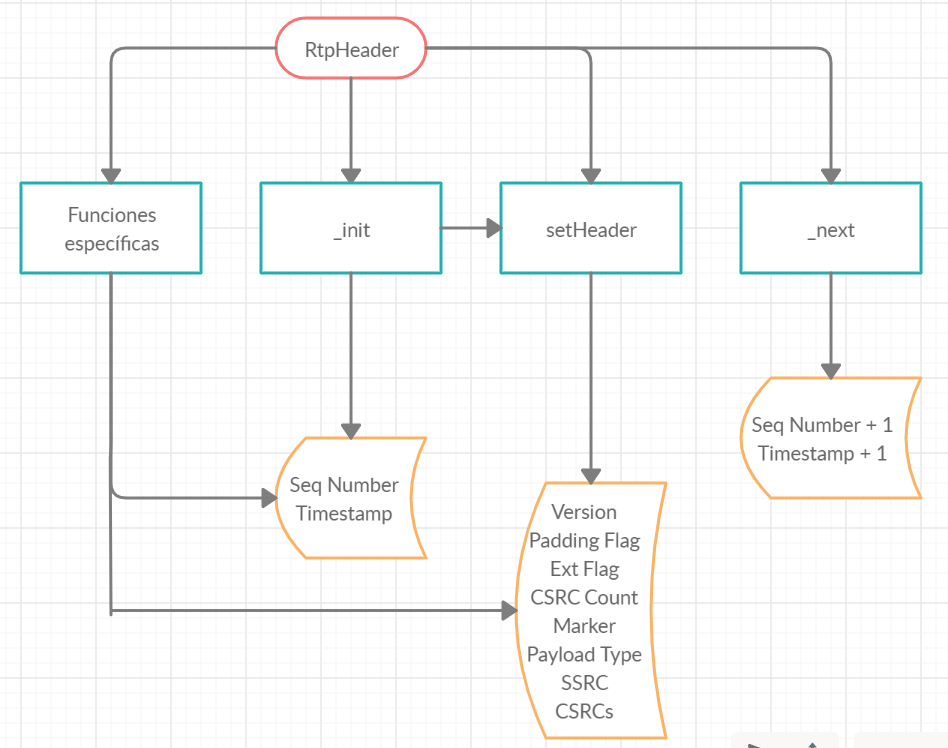 RtpHeader
Funciones
específicas
_init
setHeader
_next
Seq Number + 1
Timestamp + 1
Seq Number
Timestamp
Version
Padding Flag
Ext Flag
CSRC Count
Marker
Payload Type
SSRC
CSRCs